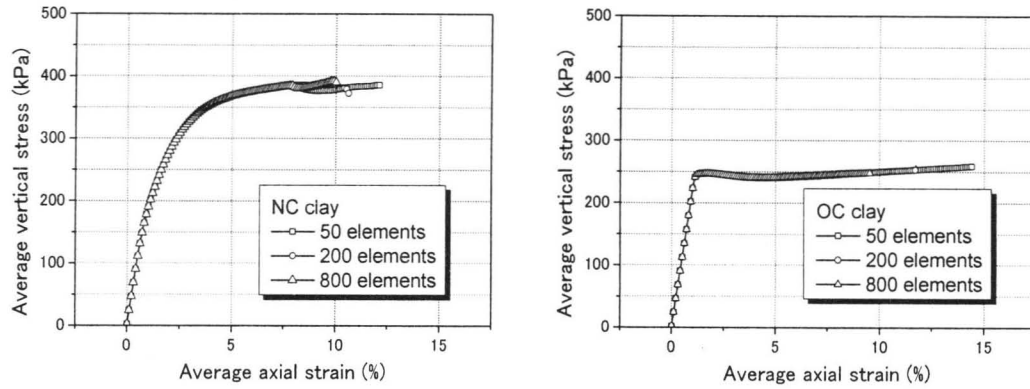 Average vertical stress (kPa)
500
400
300
200
100
0
NC clay
50 elements
200 elements
800 elements
0
5
10
15
Average axial strain (%)
Average vertical stress (kPa)
500
400
300
200
100
0
OC clay
50 elements
200 elements
800 elements
0
5
10
15
Average axial strain (%)